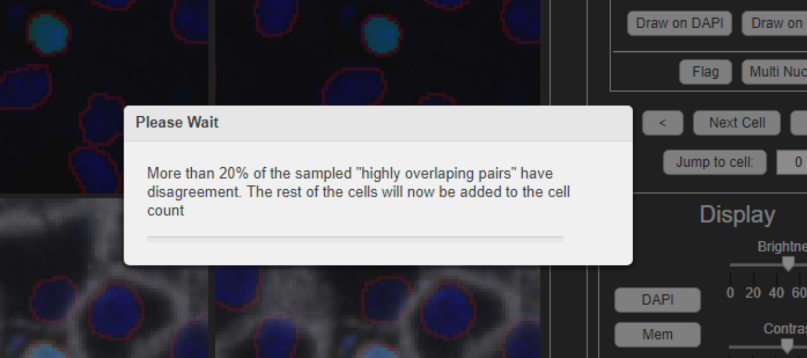 Draw on DAPI Draw on
Flag Multi Nuc
Please Wait
< Next Cell
More than 20% of the sampled "highly overlaping pairs" have
disagreement. The rest of the cells will now be added to the cell
count
Jump to cell: 0
Display
Brightne
0 20 40 60
DAPI
Mem
Contras